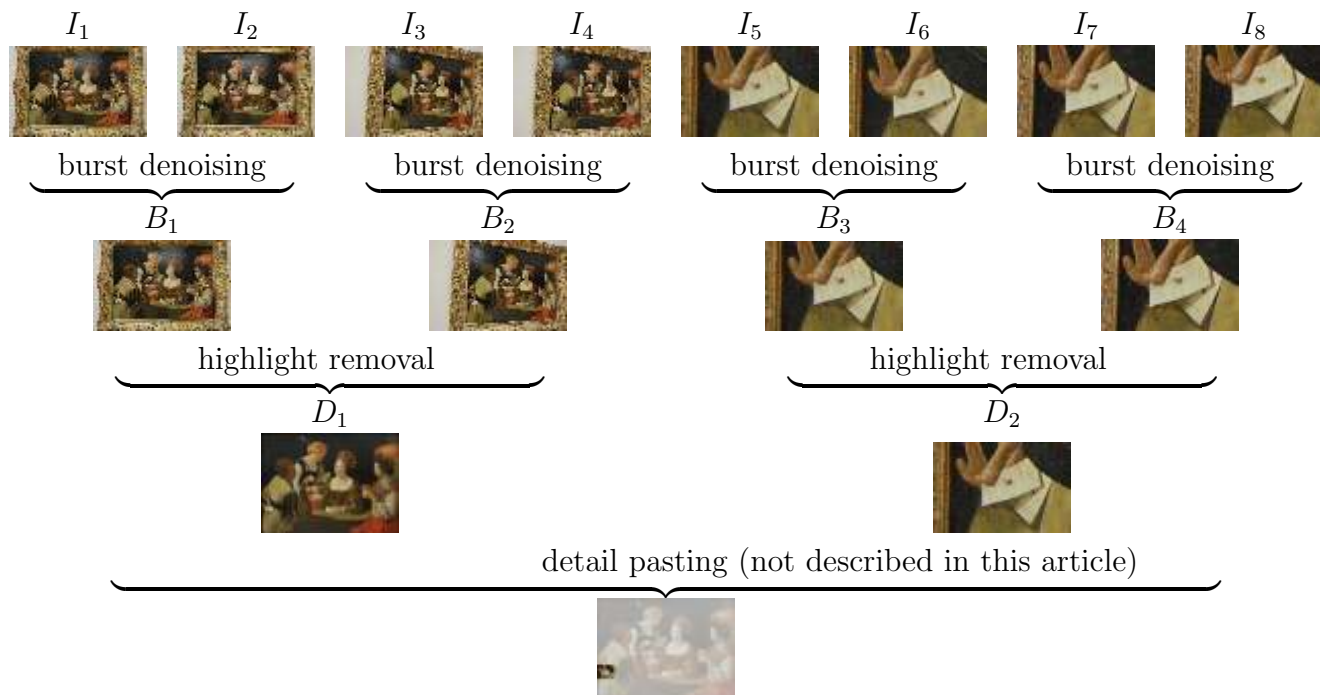 I₁ I₂ I₃ I₄ I₅ I₆ I₇ I₈
burst denoising burst denoising burst denoising burst denoising
B₁ B₂ B₃ B₄
highlight removal highlight removal
D₁ D₂
detail pasting (not described in this article)